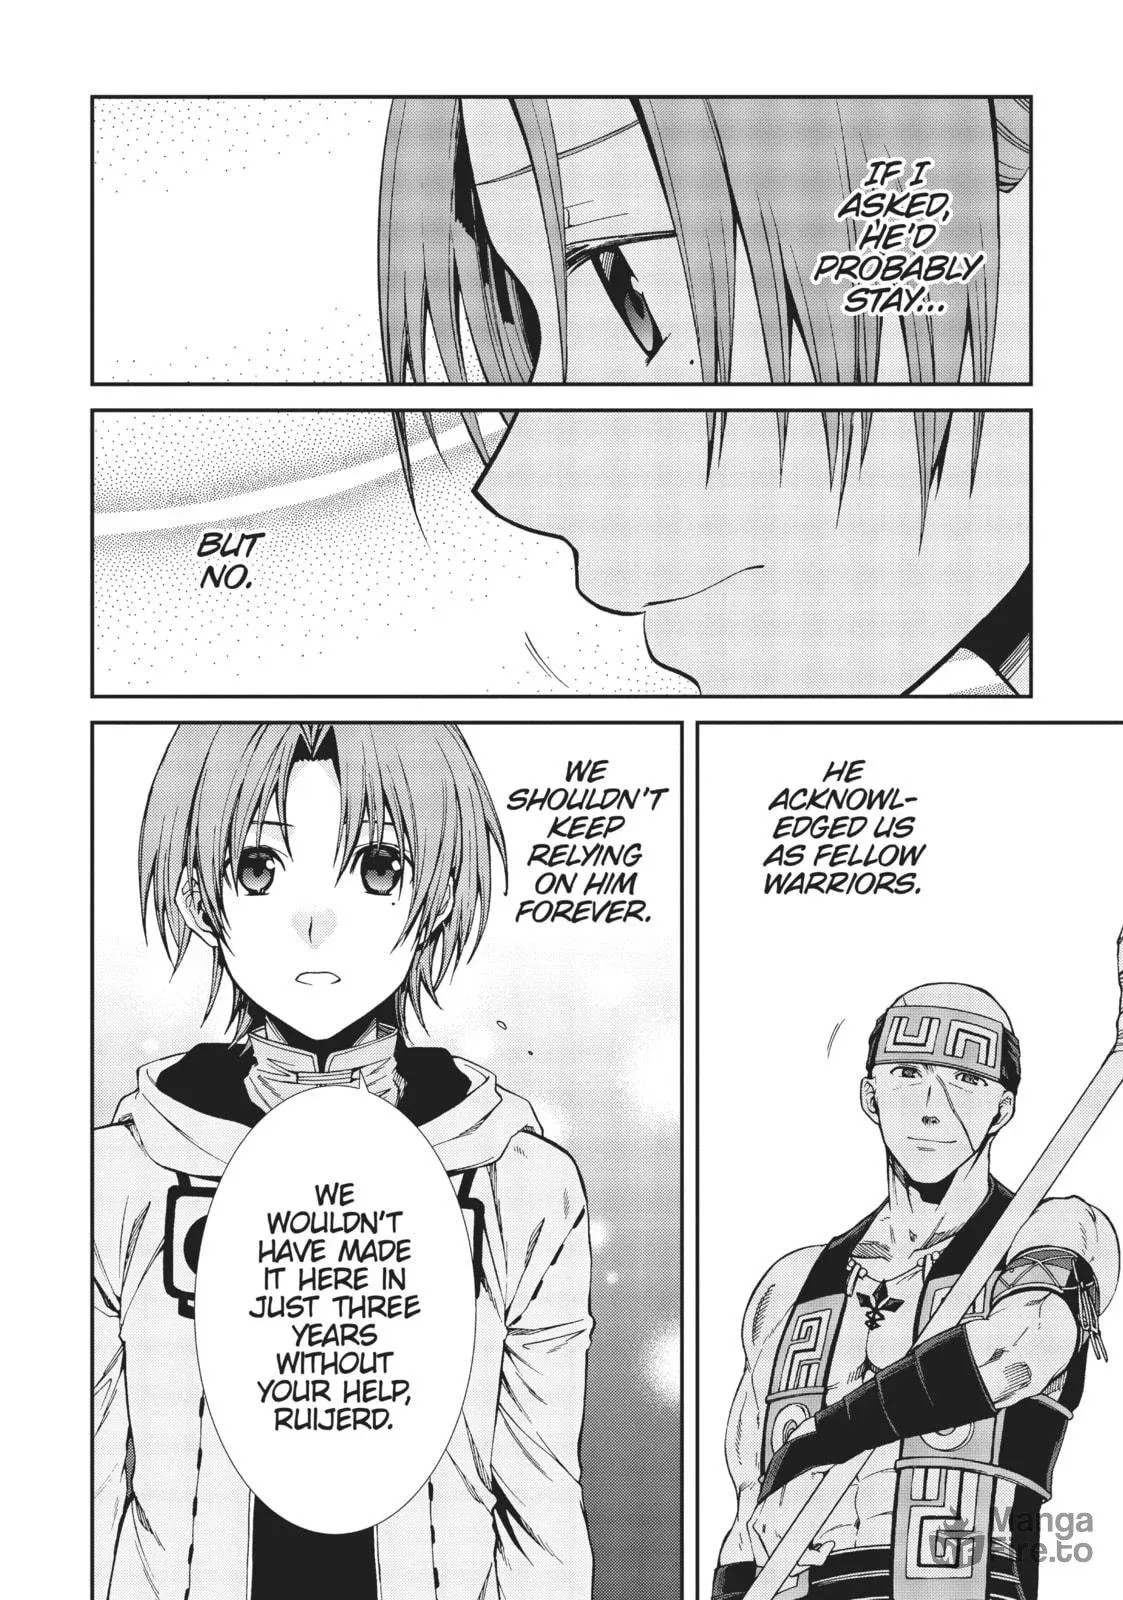 IF I
ASKED,
HE'D
PROBABLY
STAY...
BUT
NO.
HE
ACKNOWL-
EDGED US
AS FELLOW
WARRIORS.
WE
SHOULDN'T
KEEP
RELYING
ON HIM
FOREVER.
WE
WOULDN'T
HAVE MADE
IT HERE IN
JUST THREE
YEARS
WITHOUT
YOUR HELP,
RUIJERD.
Manga
Fire.to